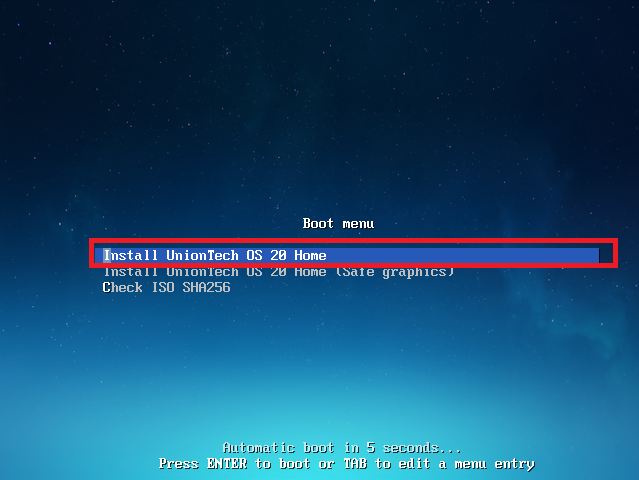 Boot menu
Install UnionTech OS 20 Home
Install UnionTech OS 20 Home (Safe graphics)
Check ISO SHA256
Automatic boot in 5 seconds...
Press ENTER to boot or TAB to edit a menu entry